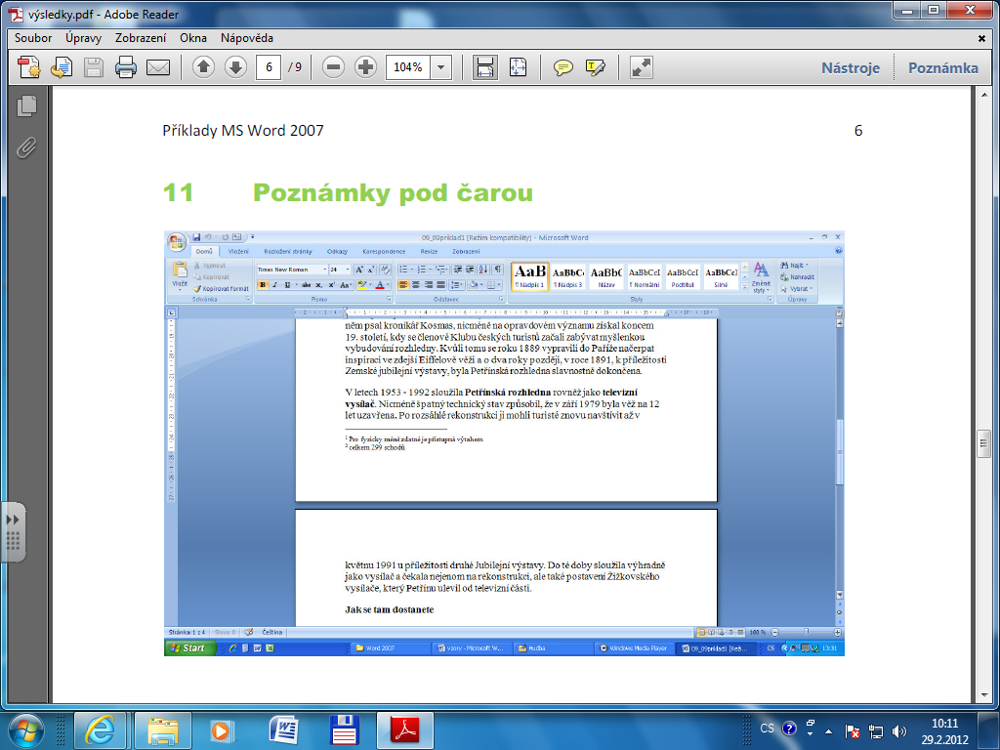 výsledky.pdf - Adobe Reader
Soubor Úpravy Zobrazení Okna Nápověda
6 / 9 104% Nástroje Poznámka
Příklady MS Word 2007 6
11 Poznámky pod čarou
09_09příklad1 [Režim kompatibility] - Microsoft Word
Domů Vložení Rozložení stránky Odkazy Korespondence Revize Zobrazení
Vložit
Vyjmout
Kopírovat
Kopírovat formát
Schránka
Times New Roman 24
Písmo
Odstavec
AaB AaBbCc AaBb( AaBbCcI AaBbCcI AaBbCcI
¶ Nadpis 1 ¶ Nadpis 3 Název ¶ Normální Podtitul Silné
Změnit styly
Styly
Najít
Nahradit
Vybrat
Úpravy
něm psal kronikář Kosmas, nicméně na opravdovém významu získal koncem
19. století, kdy se členové Klubu českých turistů začali zabývat myšlenkou
vybudování rozhledny. Kvůli tomu se roku 1889 vypravili do Paříže načerpat
inspiraci ve zdejší Eiffelově věži a o dva roky později, v roce 1891, k příležitosti
Zemské jubilejní výstavy, byla Petřínská rozhledna slavnostně dokončena.
V letech 1953 - 1992 sloužila Petřínská rozhledna rovněž jako televizní
vysílač. Nicméně špatný technický stav způsobil, že v září 1979 byla věž na 12
let uzavřena. Po rozsáhlé rekonstrukci ji mohli turisté znovu navštívit až v
1 Pro fyzicky méně zdatné je přístupná výtahem
2 celkem 299 schodů
květnu 1991 u příležitosti druhé Jubilejní výstavy. Do té doby sloužila výhradně
jako vysílač a čekala nejenom na rekonstrukci, ale také postavení Žižkovského
vysílače, který Petřínu ulevil od televizní části.
Jak se tam dostanete
Stránka: 1 z 4 Slova: 0 Čeština 100 %
Start Word 2007 vzory - Microsoft W... Hudba Windows Media Player 09_09příklad1 [Reži... CS 13:31
CS 10:11
29.2.2012